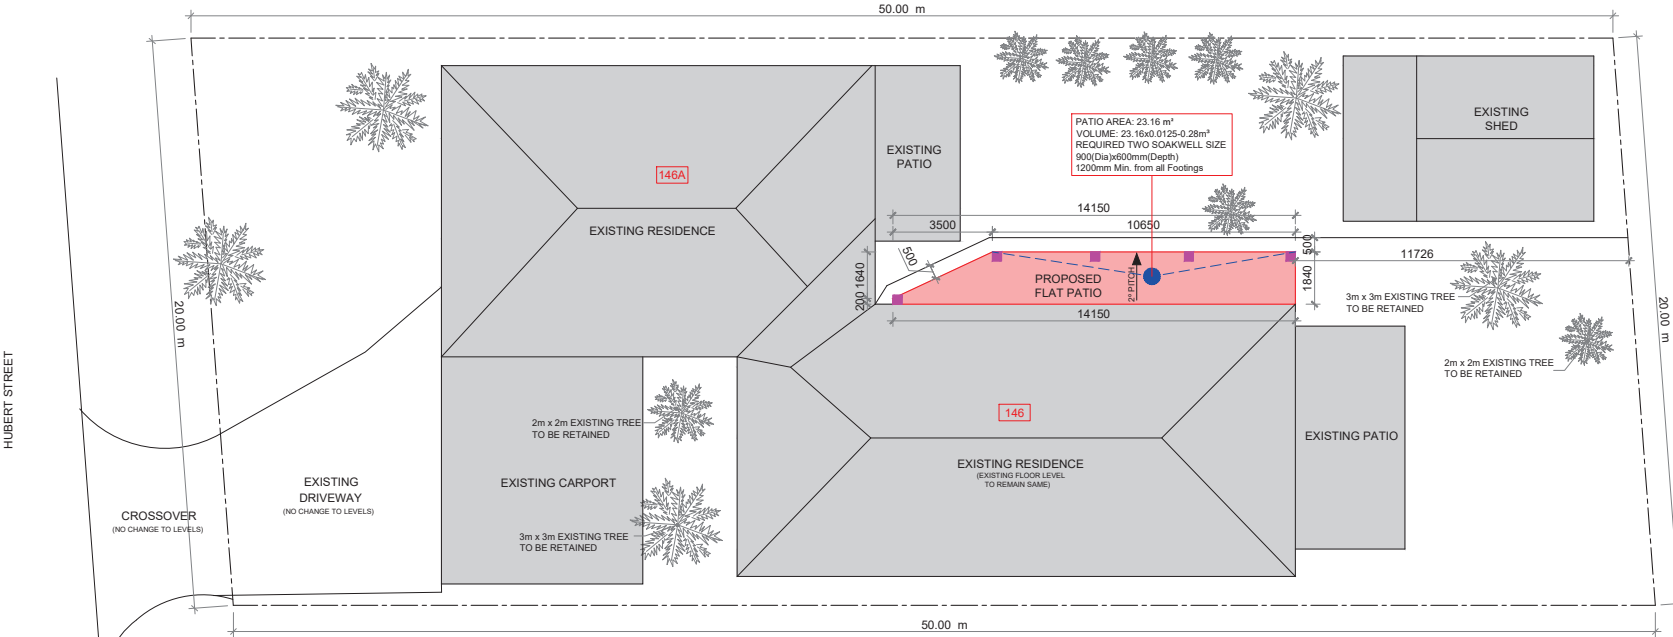 50.00 m
HUBERT STREET
20.00 m
146A
EXISTING RESIDENCE
EXISTING
PATIO
PATIO AREA: 23.16 m²
VOLUME: 23.16x0.0125-0.28m³
REQUIRED TWO SOAKWELL SIZE
900(Dia)x600mm(Depth)
1200mm Min. from all Footings
EXISTING
SHED
14150
3500
10650
500
500
1640
200
1840
11726
PROPOSED
FLAT PATIO
2° PITCH
14150
3m x 3m EXISTING TREE
TO BE RETAINED
2m x 2m EXISTING TREE
TO BE RETAINED
20.00 m
2m x 2m EXISTING TREE
TO BE RETAINED
146
EXISTING RESIDENCE
(EXISTING FLOOR LEVEL
TO REMAIN SAME)
EXISTING PATIO
EXISTING CARPORT
EXISTING
DRIVEWAY
(NO CHANGE TO LEVELS)
CROSSOVER
(NO CHANGE TO LEVELS)
3m x 3m EXISTING TREE
TO BE RETAINED
50.00 m